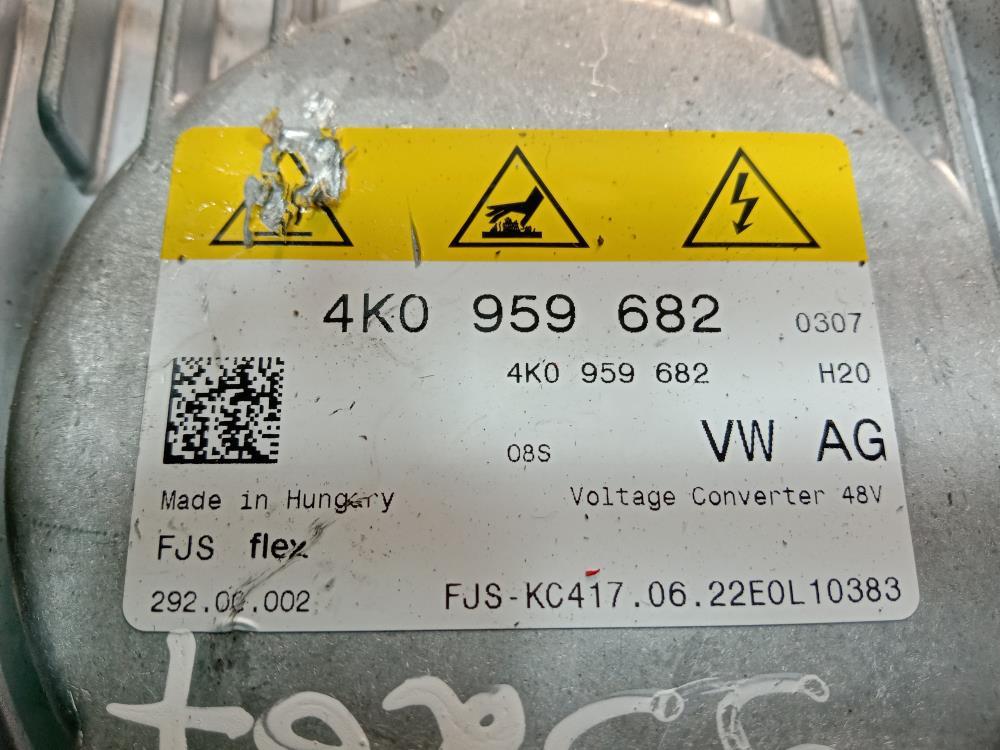 4K0 959 682 0307
4K0 959 682 H20
08S VW AG
Made in Hungary Voltage Converter 48V
FJS flex
FJS-KC417.06.22E0L10383